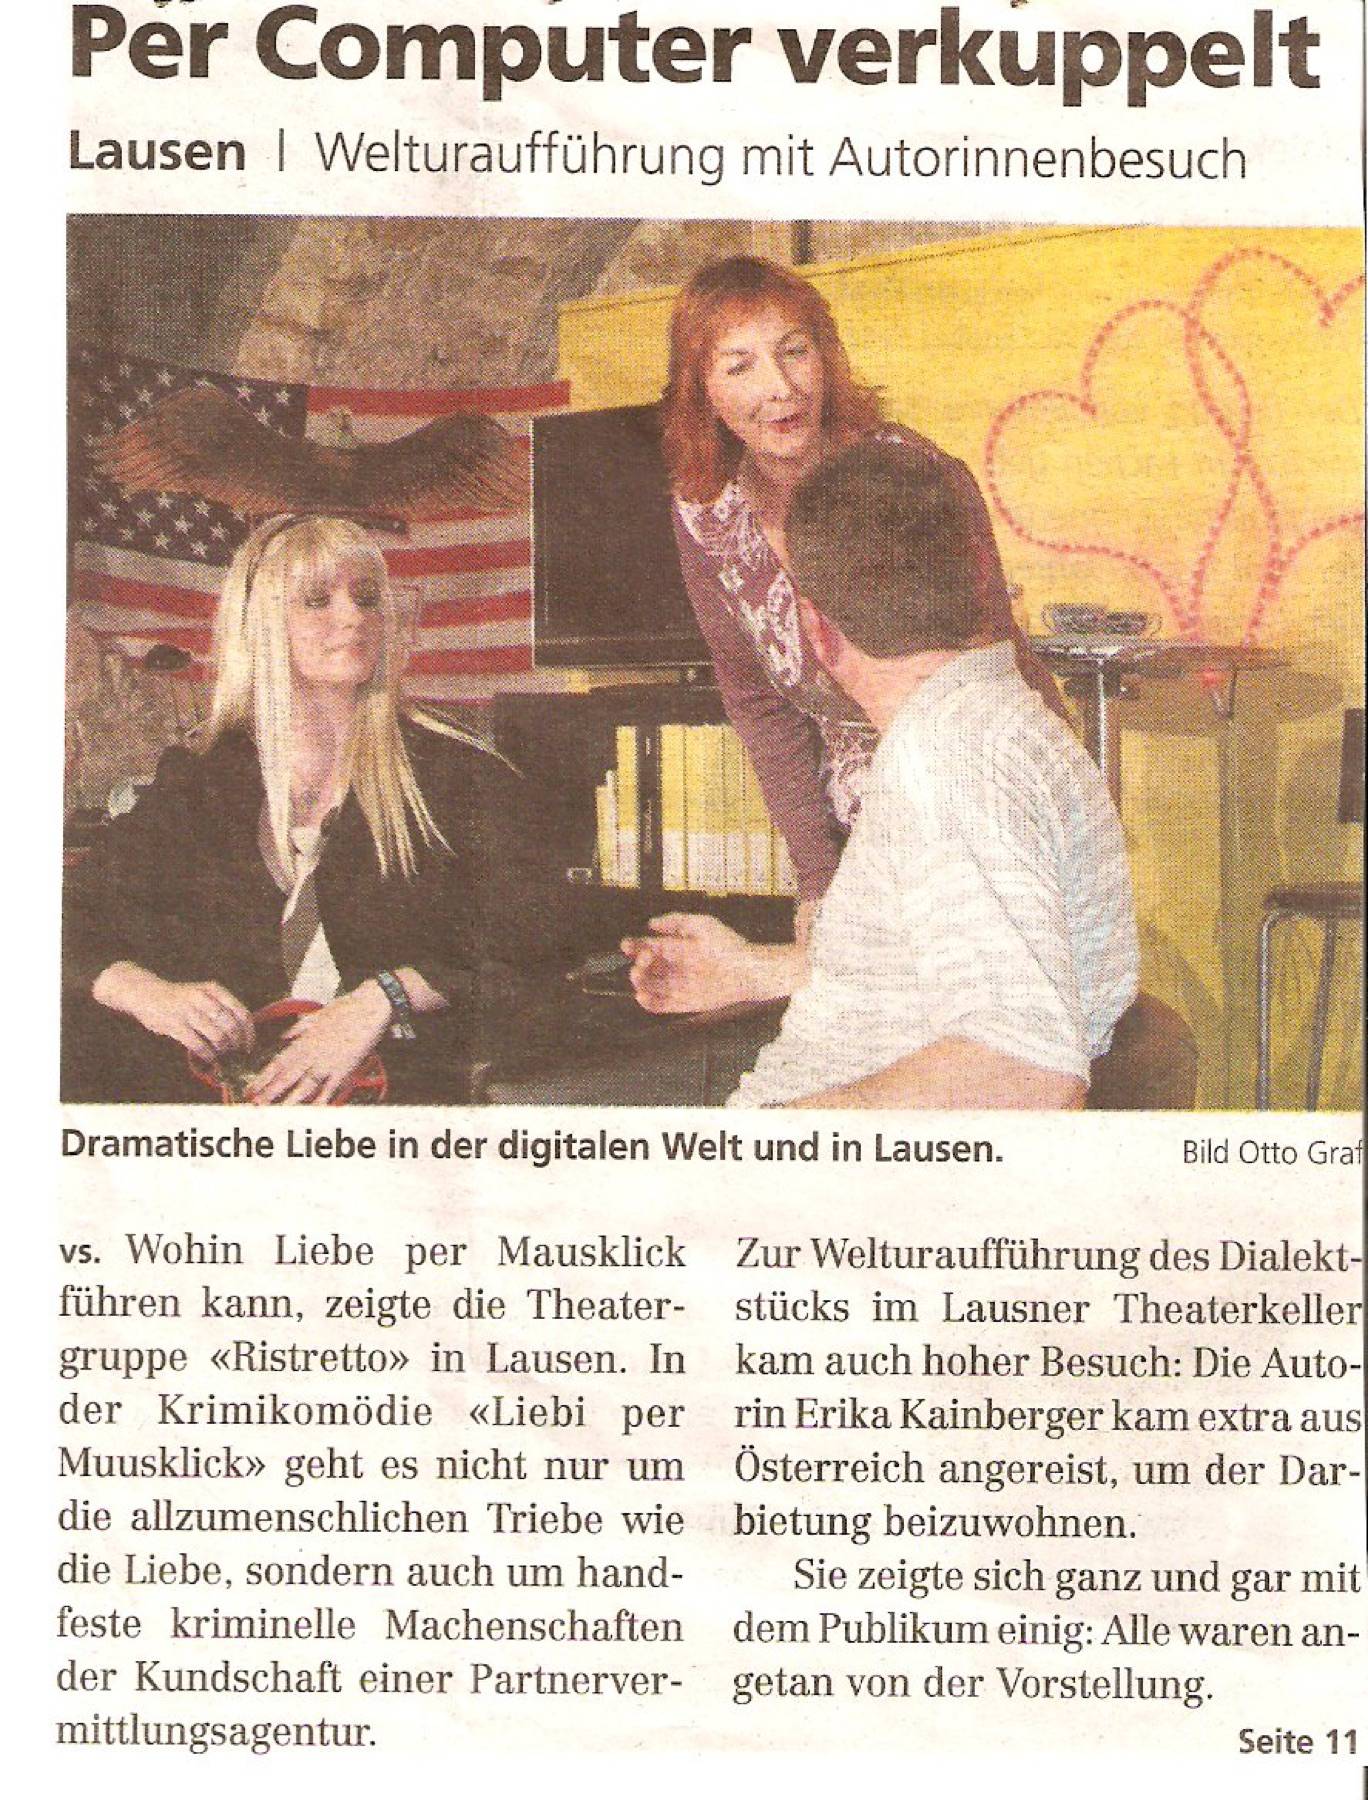 Per Computer verkuppelt
Lausen | Welturaufführung mit Autorinnenbesuch
Dramatische Liebe in der digitalen Welt und in Lausen.
Bild Otto Graf
vs. Wohin Liebe per Mausklick
führen kann, zeigte die Theater-
gruppe «Ristretto» in Lausen. In
der Krimikomödie «Liebi per
Muusklick» geht es nicht nur um
die allzumenschlichen Triebe wie
die Liebe, sondern auch um hand-
feste kriminelle Machenschaften
der Kundschaft einer Partnerver-
mittlungsagentur.
Zur Welturaufführung des Dialekt-
stücks im Lausner Theaterkeller
kam auch hoher Besuch: Die Auto-
rin Erika Kainberger kam extra aus
Österreich angereist, um der Dar-
bietung beizuwohnen.
Sie zeigte sich ganz und gar mit
dem Publikum einig: Alle waren an-
getan von der Vorstellung.
Seite 11